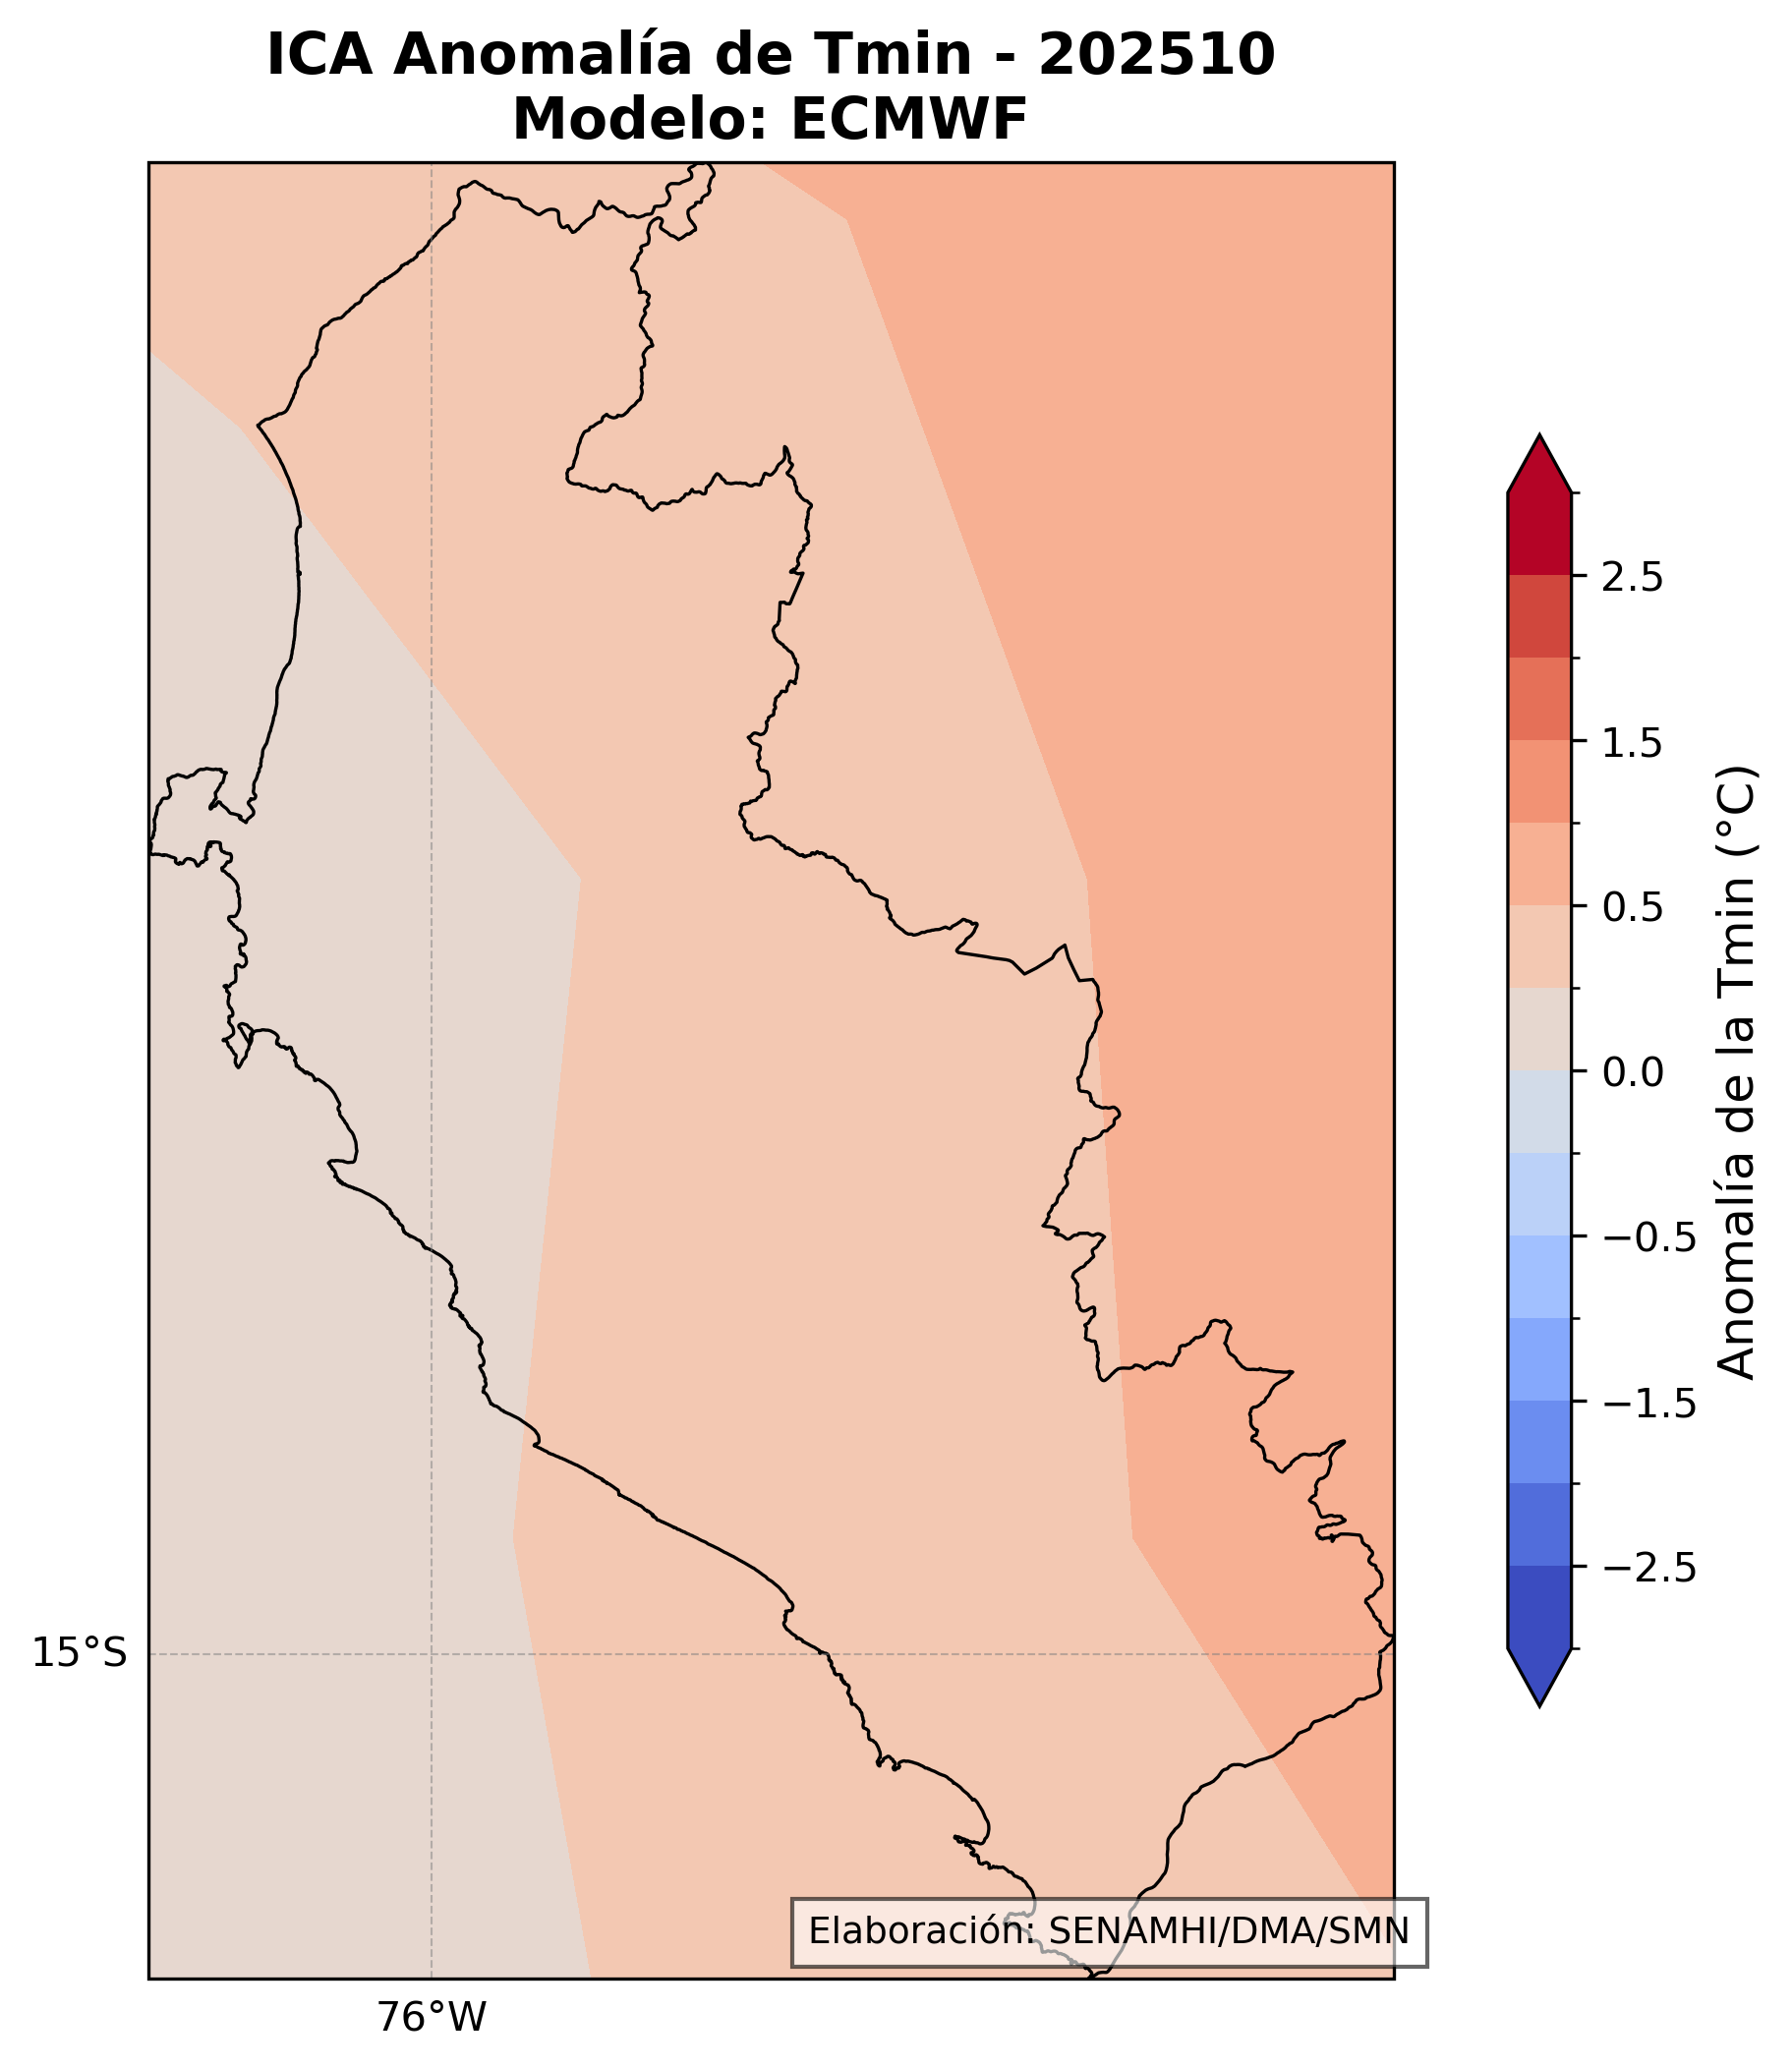 ICA Anomalía de Tmin - 202510
Modelo: ECMWF
2.5
1.5
0.5
0.0
−0.5
−1.5
−2.5
Anomalía de la Tmin (°C)
15°S
76°W
Elaboración: SENAMHI/DMA/SMN